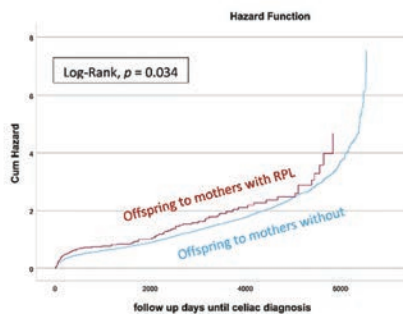 Hazard Function
Log-Rank, p = 0.034
8
6
4
2
0
Cum Hazard
Offspring to mothers with RPL
Offspring to mothers without
0
2000
4000
6000
follow up days until celiac diagnosis